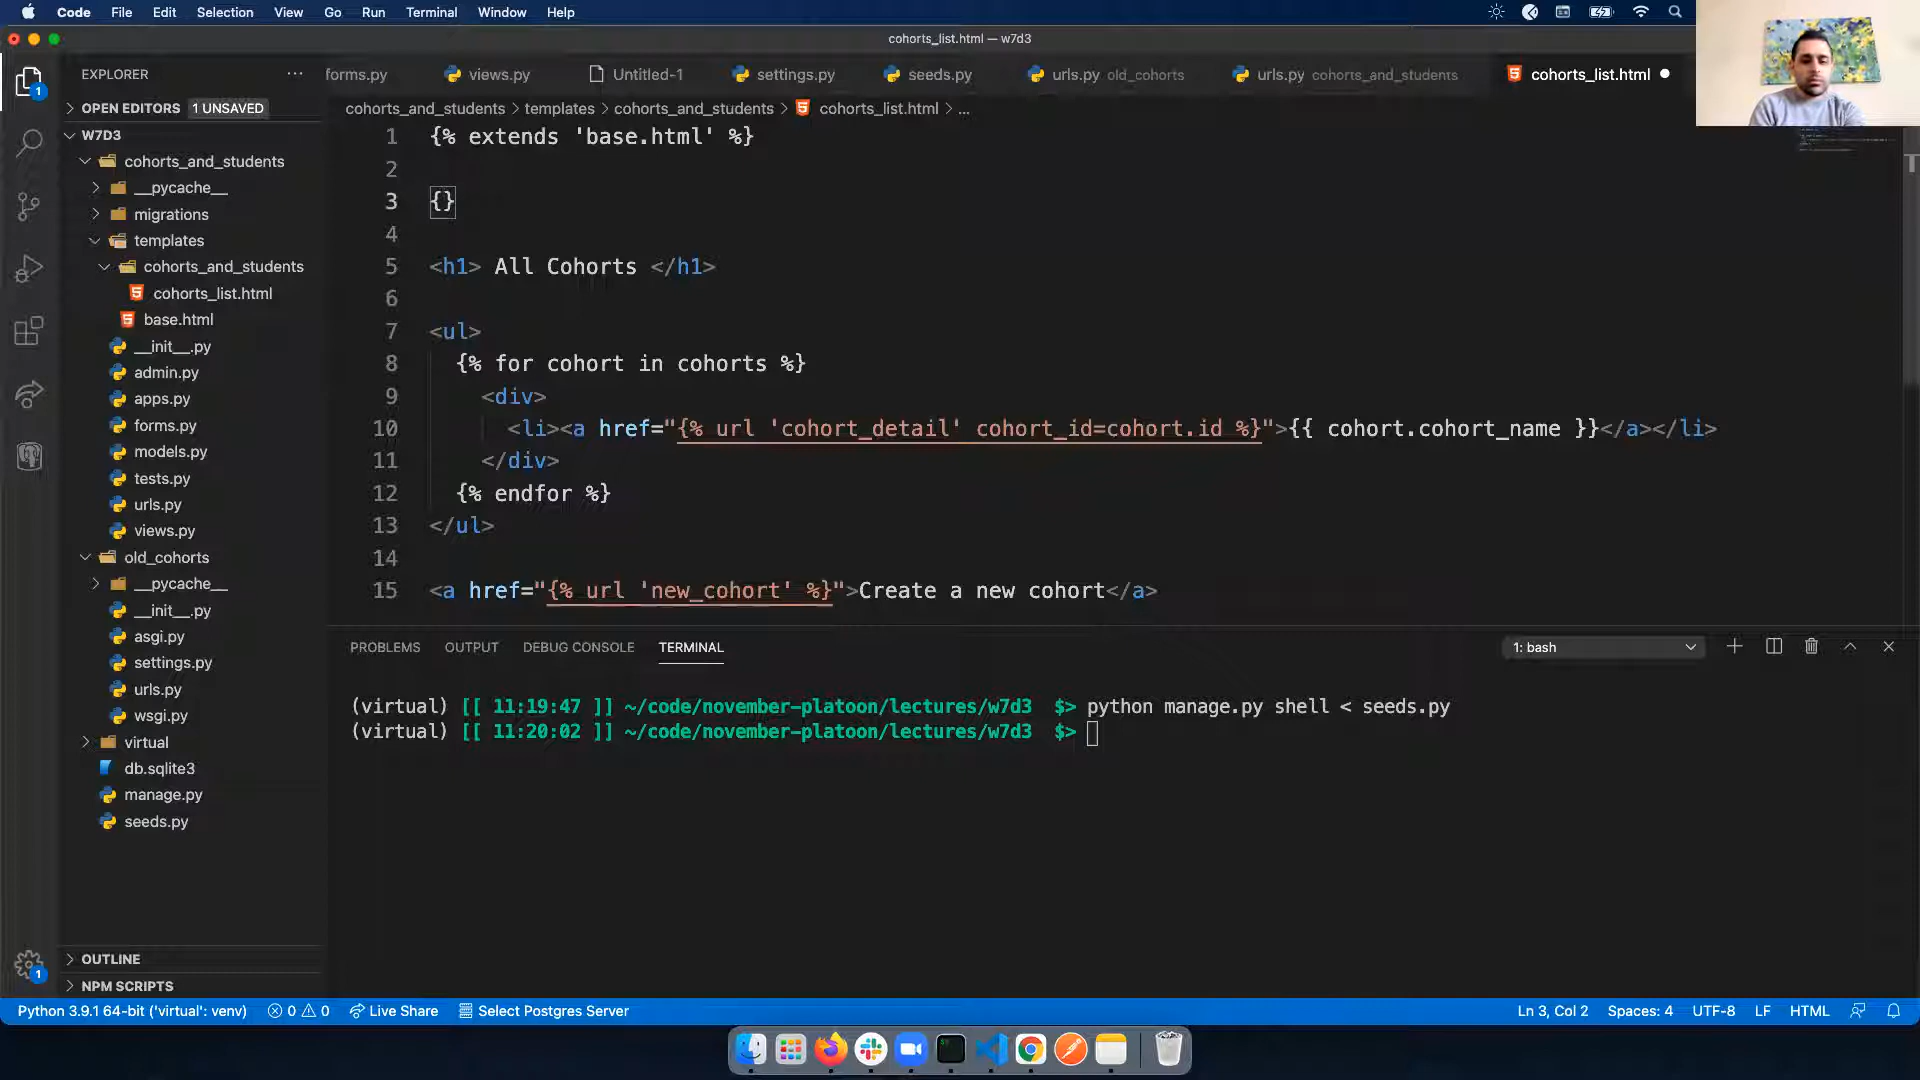 Code File Edit Selection View Go Run Terminal Window Help
cohorts_list.html — w7d3
EXPLORER
forms.py views.py Untitled-1 settings.py seeds.py urls.py old_cohorts urls.py cohorts_and_students cohorts_list.html
OPEN EDITORS 1 UNSAVED
cohorts_and_students > templates > cohorts_and_students > cohorts_list.html > ...
W7D3
cohorts_and_students
__pycache__
migrations
templates
cohorts_and_students
cohorts_list.html
base.html
__init__.py
admin.py
apps.py
forms.py
models.py
tests.py
urls.py
views.py
old_cohorts
__pycache__
__init__.py
asgi.py
settings.py
urls.py
wsgi.py
virtual
db.sqlite3
manage.py
seeds.py
OUTLINE
NPM SCRIPTS
1 {% extends 'base.html' %}
2
3 {}
4
5 <h1> All Cohorts </h1>
6
7 <ul>
8 {% for cohort in cohorts %}
9 <div>
10 <li><a href="{% url 'cohort_detail' cohort_id=cohort.id %}">{{ cohort.cohort_name }}</a></li>
11 </div>
12 {% endfor %}
13 </ul>
14
15 <a href="{% url 'new_cohort' %}">Create a new cohort</a>
PROBLEMS OUTPUT DEBUG CONSOLE TERMINAL 1: bash
(virtual) [[ 11:19:47 ]] ~/code/november-platoon/lectures/w7d3 $> python manage.py shell < seeds.py
(virtual) [[ 11:20:02 ]] ~/code/november-platoon/lectures/w7d3 $>
1
1
Python 3.9.1 64-bit ('virtual': venv) 0 0 Live Share Select Postgres Server Ln 3, Col 2 Spaces: 4 UTF-8 LF HTML